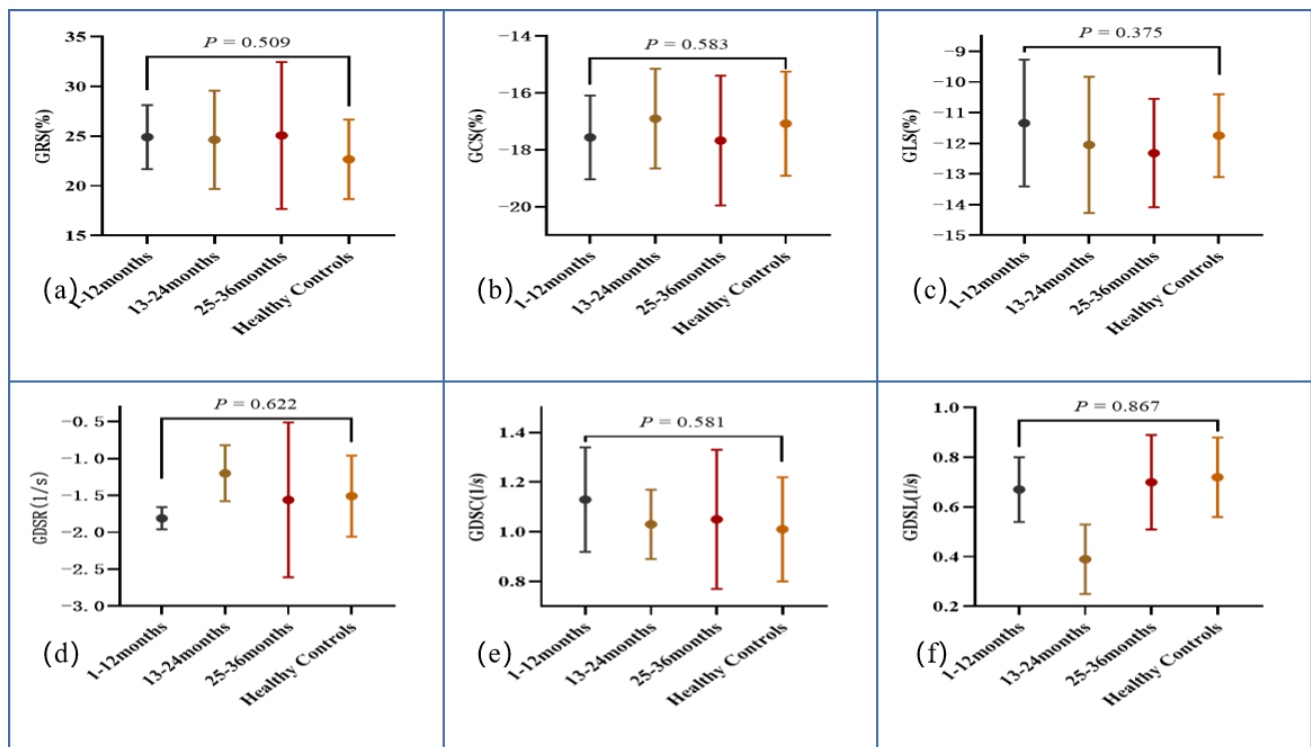 P = 0.509
GRS(%)
35
30
25
20
15
1-12months
13-24months
25-36months
Healthy Controls
(a)
P = 0.583
GCS(%)
−14
−16
−18
−20
1-12months
13-24months
25-36months
Healthy Controls
(b)
P = 0.375
GLS(%)
−9
−10
−11
−12
−13
−14
−15
1-12months
13-24months
25-36months
Healthy Controls
(c)
P = 0.622
GDSR(1/s)
−0.5
−1.0
−1.5
−2.0
−2.5
−3.0
1-12months
13-24months
25-36months
Healthy Controls
(d)
P = 0.581
GDSC(1/s)
1.4
1.2
1.0
0.8
1-12months
13-24months
25-36months
Healthy Controls
(e)
P = 0.867
GDSL(1/s)
1.0
0.8
0.6
0.4
0.2
1-12months
13-24months
25-36months
Healthy Controls
(f)